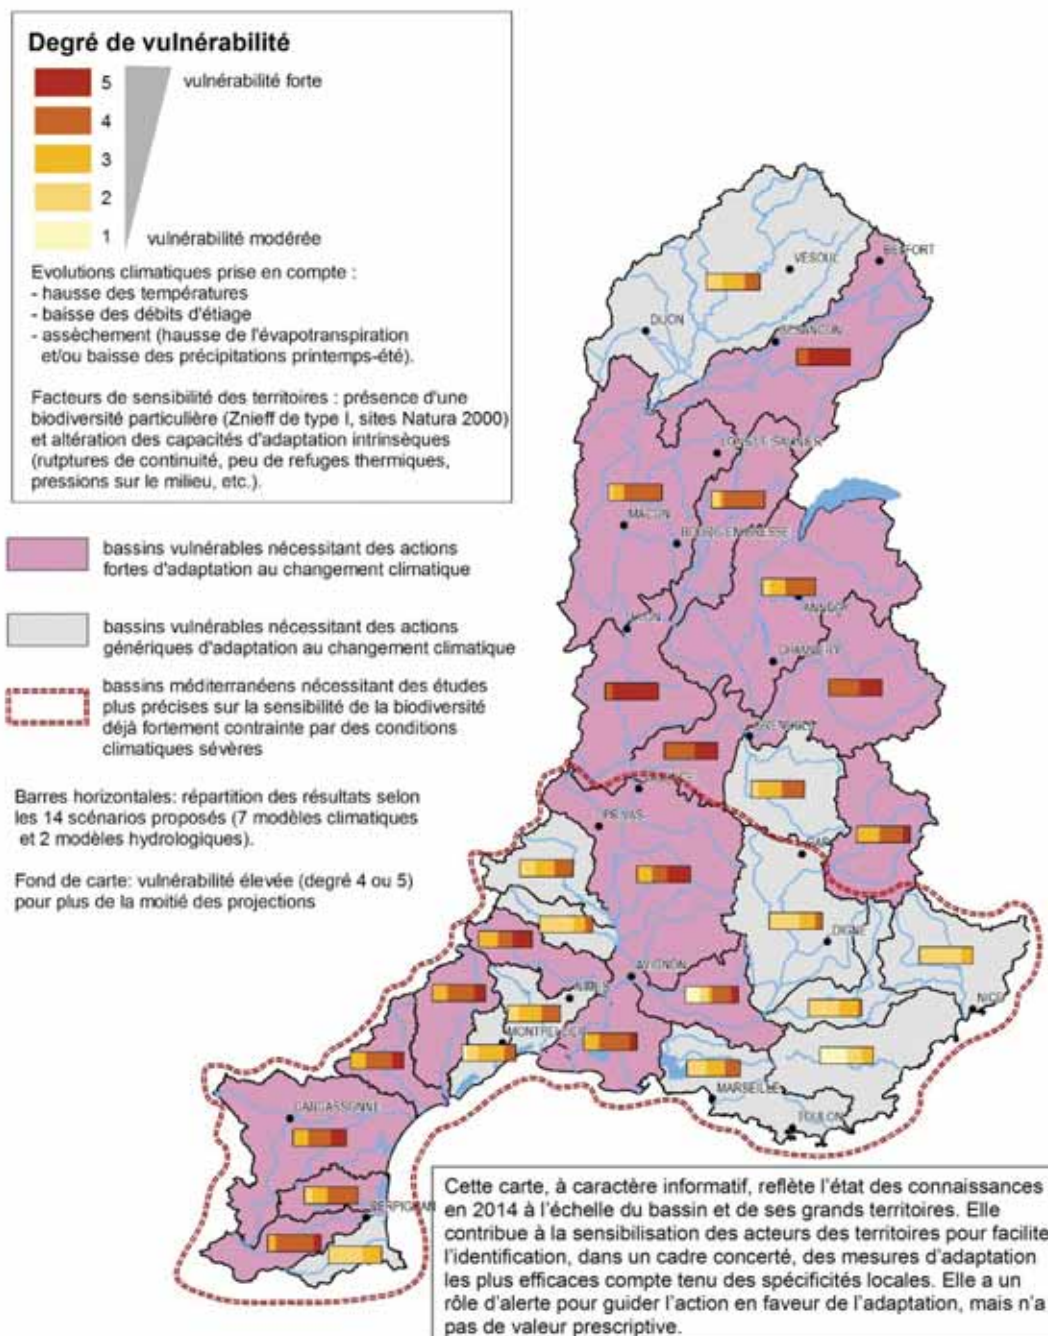 Degré de vulnérabilité
5
vulnérabilité forte
4
3
2
1
vulnérabilité modérée
Evolutions climatiques prise en compte :
- hausse des températures
- baisse des débits d'étiage
- assèchement (hausse de l'évapotranspiration
et/ou baisse des précipitations printemps-été).
Facteurs de sensibilité des territoires : présence d'une
biodiversité particulière (Znieff de type I, sites Natura 2000)
et altération des capacités d'adaptation intrinsèques
(rutptures de continuité, peu de refuges thermiques,
pressions sur le milieu, etc.).
bassins vulnérables nécessitant des actions
fortes d'adaptation au changement climatique
bassins vulnérables nécessitant des actions
génériques d'adaptation au changement climatique
bassins méditerranéens nécessitant des études
plus précises sur la sensibilité de la biodiversité
déjà fortement contrainte par des conditions
climatiques sévères
Barres horizontales: répartition des résultats selon
les 14 scénarios proposés (7 modèles climatiques
et 2 modèles hydrologiques).
Fond de carte: vulnérabilité élevée (degré 4 ou 5)
pour plus de la moitié des projections
BELFORT
VESOUL
DIJON
BESANCON
LONS-LE-SAUNIER
MACON
BOURG-EN-BRESSE
ANNECY
LYON
CHAMBERY
GRENOBLE
PRIVAS
GAP
DIGNE
AVIGNON
NIMES
NICE
MONTPELLIER
MARSEILLE
TOULON
CARCASSONNE
PERPIGNAN
Cette carte, à caractère informatif, reflète l'état des connaissances
en 2014 à l'échelle du bassin et de ses grands territoires. Elle
contribue à la sensibilisation des acteurs des territoires pour facilite
l'identification, dans un cadre concerté, des mesures d'adaptation
les plus efficaces compte tenu des spécificités locales. Elle a un
rôle d'alerte pour guider l'action en faveur de l'adaptation, mais n'a
pas de valeur prescriptive.